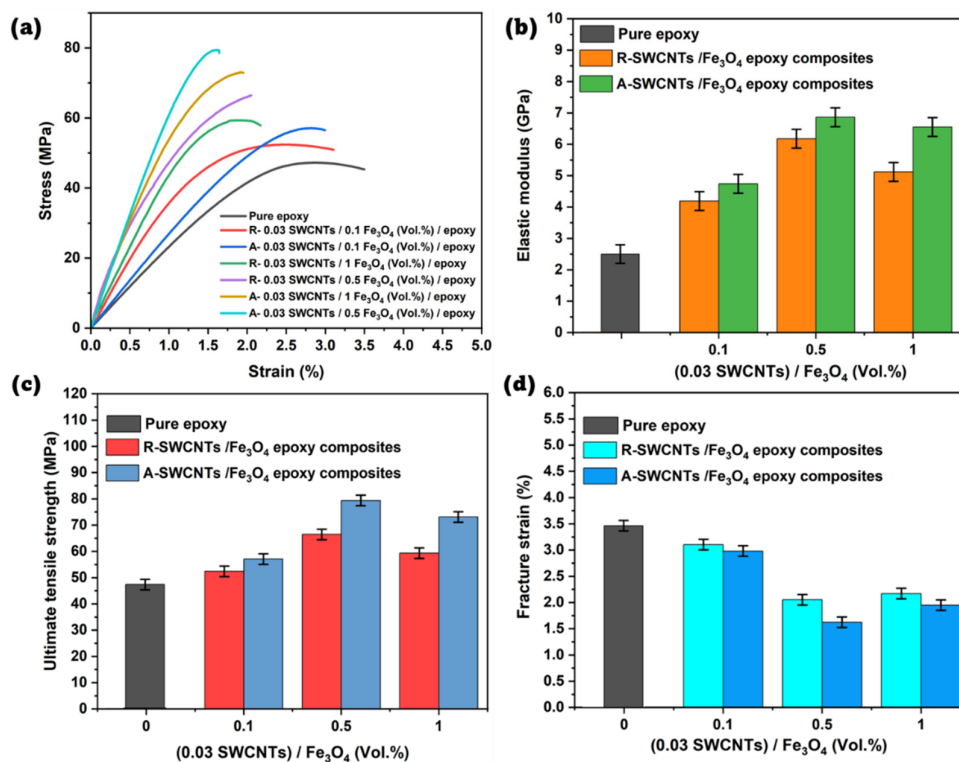 (a)
80
60
40
20
0
Stress (MPa)
Pure epoxy
R- 0.03 SWCNTs / 0.1 Fe₃O₄ (Vol.%) / epoxy
A- 0.03 SWCNTs / 0.1 Fe₃O₄ (Vol.%) / epoxy
R- 0.03 SWCNTs / 1 Fe₃O₄ (Vol.%) / epoxy
R- 0.03 SWCNTs / 0.5 Fe₃O₄ (Vol.%) / epoxy
A- 0.03 SWCNTs / 1 Fe₃O₄ (Vol.%) / epoxy
A- 0.03 SWCNTs / 0.5 Fe₃O₄ (Vol.%) / epoxy
0.0 0.5 1.0 1.5 2.0 2.5 3.0 3.5 4.0 4.5 5.0
Strain (%)
(b)
10
9
8
7
6
5
4
3
2
1
0
Elastic modulus (GPa)
Pure epoxy
R-SWCNTs /Fe₃O₄ epoxy composites
A-SWCNTs /Fe₃O₄ epoxy composites
0.1 0.5 1
(0.03 SWCNTs) / Fe₃O₄ (Vol.%)
(c)
120
110
100
90
80
70
60
50
40
30
20
10
0
Ultimate tensile strength (MPa)
Pure epoxy
R-SWCNTs /Fe₃O₄ epoxy composites
A-SWCNTs /Fe₃O₄ epoxy composites
0 0.1 0.5 1
(0.03 SWCNTs) / Fe₃O₄ (Vol.%)
(d)
6.0
5.5
5.0
4.5
4.0
3.5
3.0
2.5
2.0
1.5
1.0
0.5
0.0
Fracture strain (%)
Pure epoxy
R-SWCNTs /Fe₃O₄ epoxy composites
A-SWCNTs /Fe₃O₄ epoxy composites
0 0.1 0.5 1
(0.03 SWCNTs) / Fe₃O₄ (Vol.%)